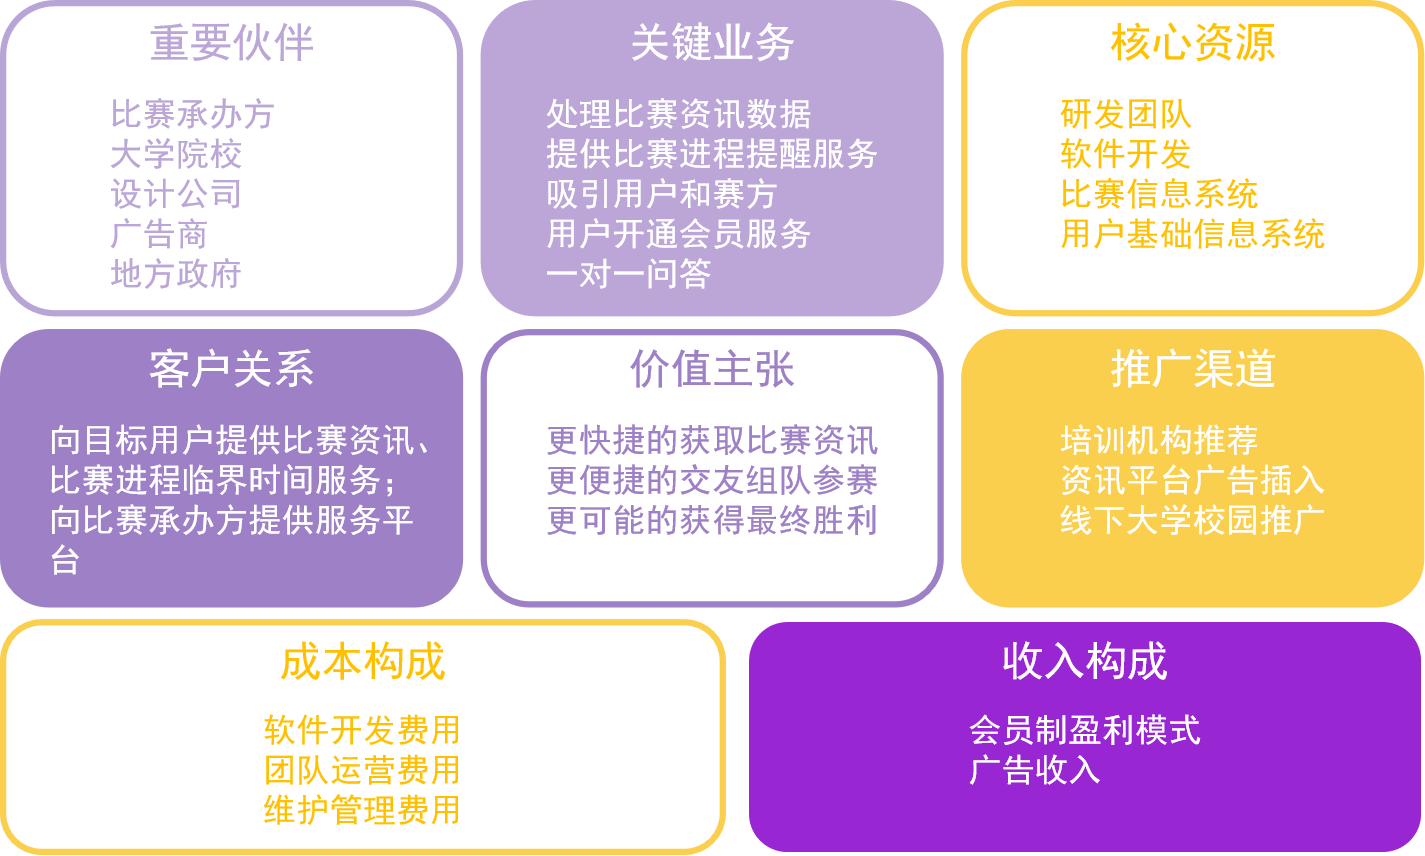 重要伙伴
比赛承办方
大学院校
设计公司
广告商
地方政府
关键业务
处理比赛资讯数据
提供比赛进程提醒服务
吸引用户和赛方
用户开通会员服务
一对一问答
核心资源
研发团队
软件开发
比赛信息系统
用户基础信息系统
客户关系
向目标用户提供比赛资讯、
比赛进程临界时间服务；
向比赛承办方提供服务平
台
价值主张
更快捷的获取比赛资讯
更便捷的交友组队参赛
更可能的获得最终胜利
推广渠道
培训机构推荐
资讯平台广告插入
线下大学校园推广
成本构成
软件开发费用
团队运营费用
维护管理费用
收入构成
会员制盈利模式
广告收入